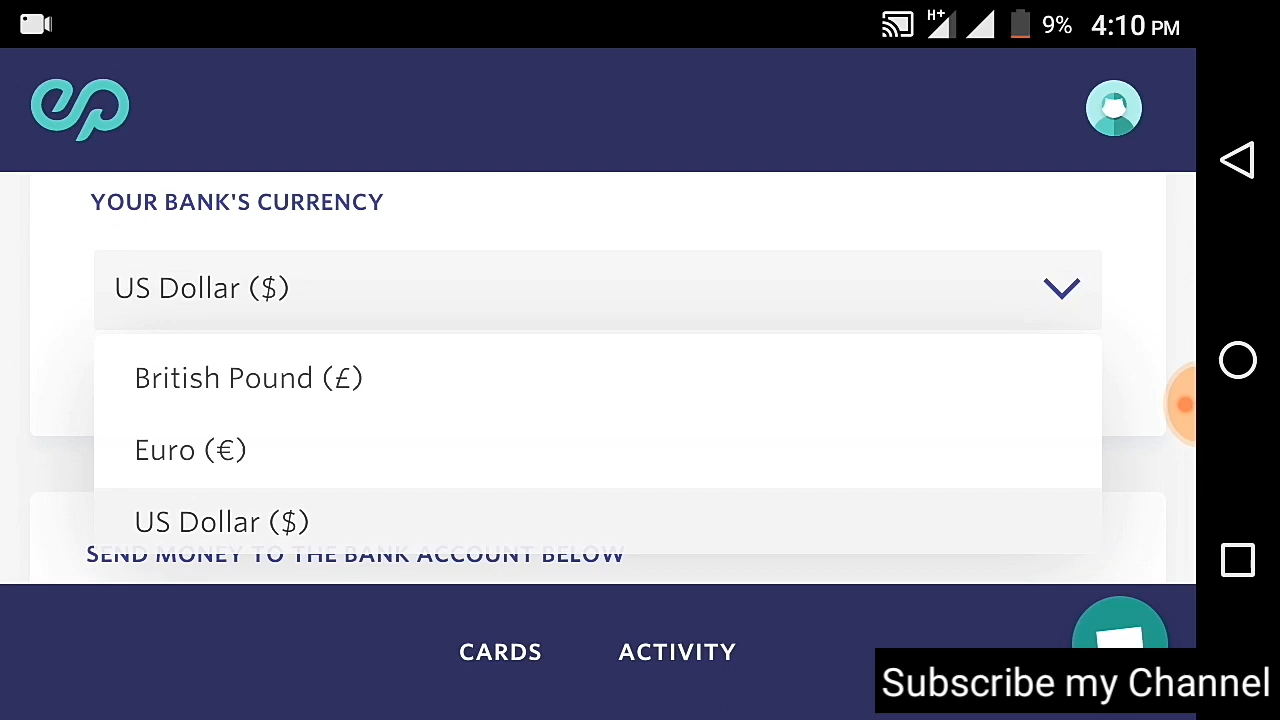 H+ 9% 4:10 PM
ep
YOUR BANK'S CURRENCY
US Dollar ($)
British Pound (£)
Euro (€)
US Dollar ($)
SEND MONEY TO THE BANK ACCOUNT BELOW
CARDS ACTIVITY
Subscribe my Channel